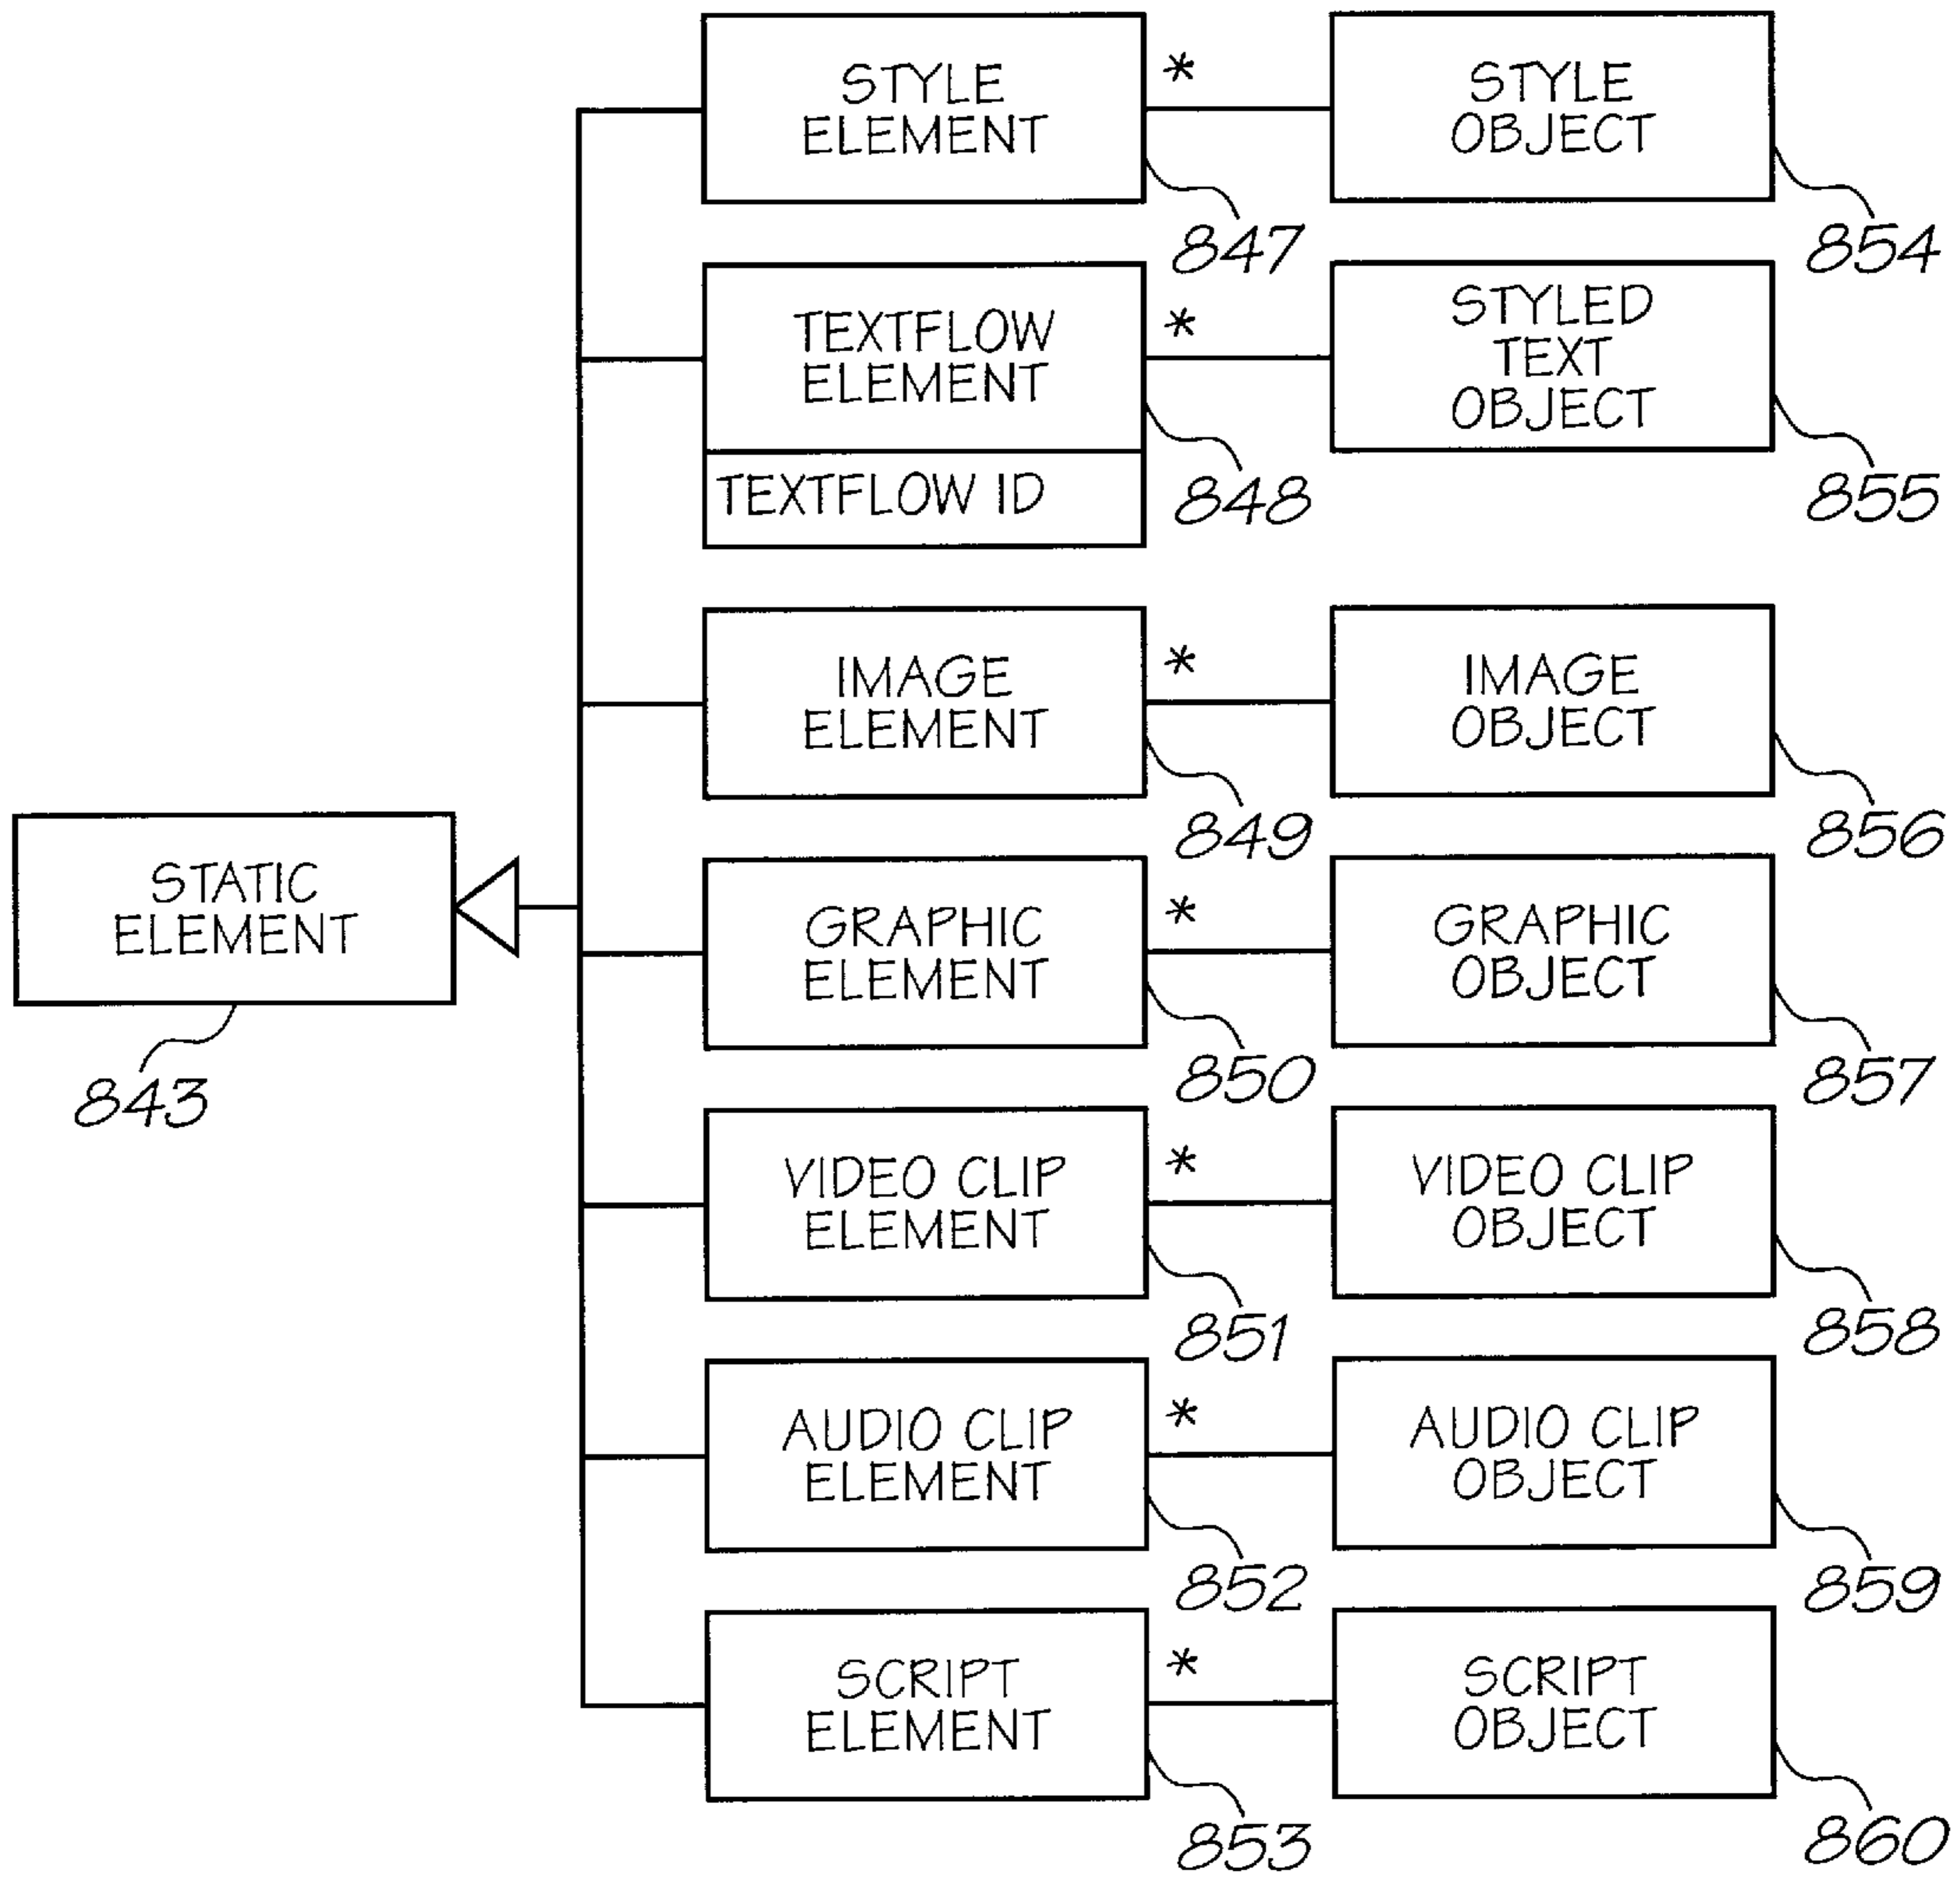 STYLE
ELEMENT
*
STYLE
OBJECT
847
854
TEXTFLOW
ELEMENT
TEXTFLOW ID
*
STYLED
TEXT
OBJECT
848
855
IMAGE
ELEMENT
*
IMAGE
OBJECT
849
856
STATIC
ELEMENT
843
GRAPHIC
ELEMENT
*
GRAPHIC
OBJECT
850
857
VIDEO CLIP
ELEMENT
*
VIDEO CLIP
OBJECT
851
858
AUDIO CLIP
ELEMENT
*
AUDIO CLIP
OBJECT
852
859
SCRIPT
ELEMENT
*
SCRIPT
OBJECT
853
860